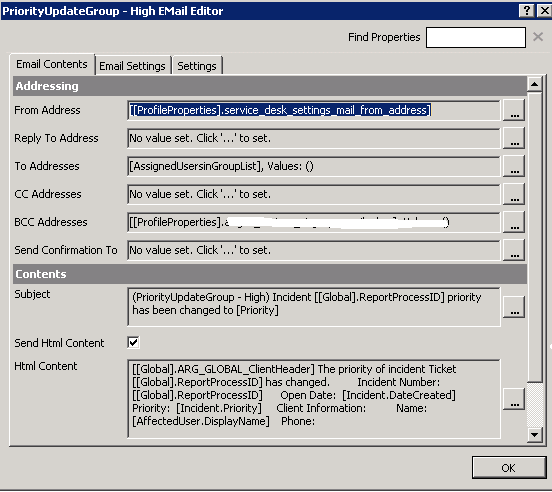 PriorityUpdateGroup - High EMail Editor
Find Properties
Email Contents Email Settings Settings
Addressing
From Address [[ProfileProperties].service_desk_settings_mail_from_address] ...
Reply To Address No value set. Click '...' to set. ...
To Addresses [AssignedUsersinGroupList], Values: () ...
CC Addresses No value set. Click '...' to set. ...
BCC Addresses [[ProfileProperties]. () ...
Send Confirmation To No value set. Click '...' to set. ...
Contents
Subject (PriorityUpdateGroup - High) Incident [[Global].ReportProcessID] priority
has been changed to [Priority] ...
Send Html Content
Html Content [[Global].ARG_GLOBAL_ClientHeader] The priority of incident Ticket
[[Global].ReportProcessID] has changed. Incident Number:
[[Global].ReportProcessID] Open Date: [Incident.DateCreated]
Priority: [Incident.Priority] Client Information: Name:
[AffectedUser.DisplayName] Phone: ...
OK